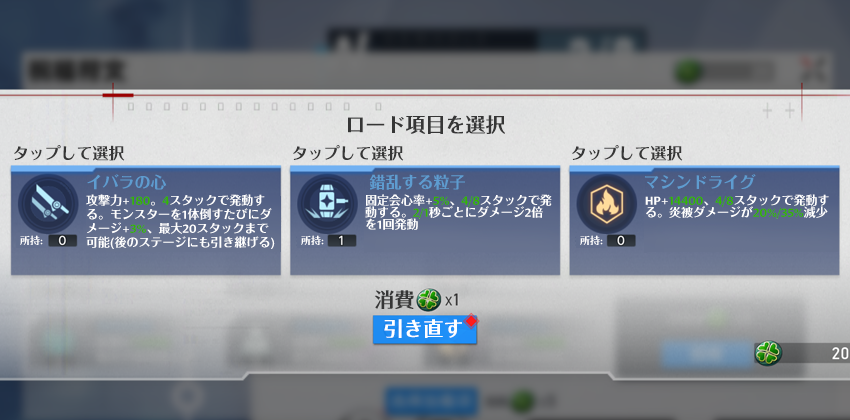 ロード項目を選択
タップして選択
イバラの心
攻撃力+180。4スタックで発動す
る。モンスターを1体倒すたびにダ
メージ+3%、最大20スタックまで
可能(後のステージにも引き継げる)
所持: 0
タップして選択
錯乱する粒子
固定会心率+5%、4/8スタックで発
動する。2/1秒ごとにダメージ2倍
を1回発動
所持: 1
タップして選択
マシンドライグ
HP+14400、4/8スタックで発動す
る。炎被ダメージが20%/35%減少
所持: 0
消費 x1
引き直す
20